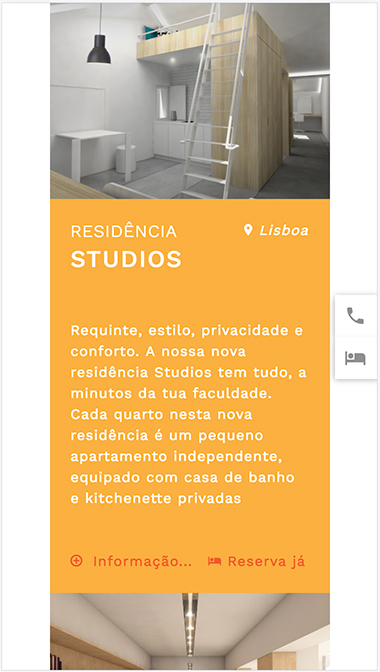 RESIDÊNCIA
Lisboa
STUDIOS
Requinte, estilo, privacidade e
conforto. A nossa nova
residência Studios tem tudo, a
minutos da tua faculdade.
Cada quarto nesta nova
residência é um pequeno
apartamento independente,
equipado com casa de banho
e kitchenette privadas
Informação... Reserva já